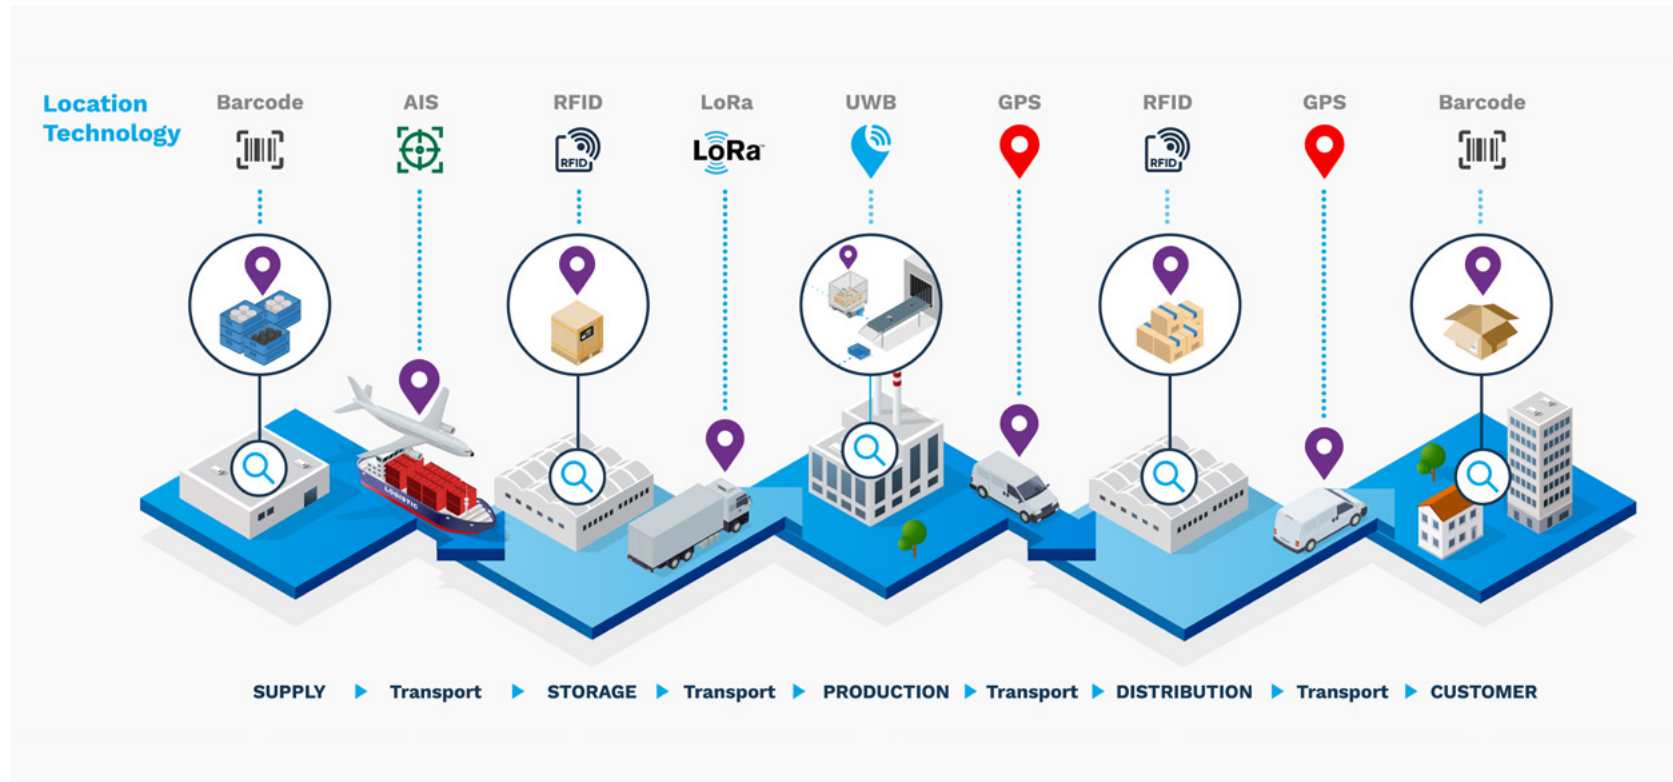 Location
Technology
Barcode
AIS
RFID
LoRa
UWB
GPS
RFID
GPS
Barcode
RFID
LoRa
RFID
LOGISTIC
SUPPLY
Transport
STORAGE
Transport
PRODUCTION
Transport
DISTRIBUTION
Transport
CUSTOMER